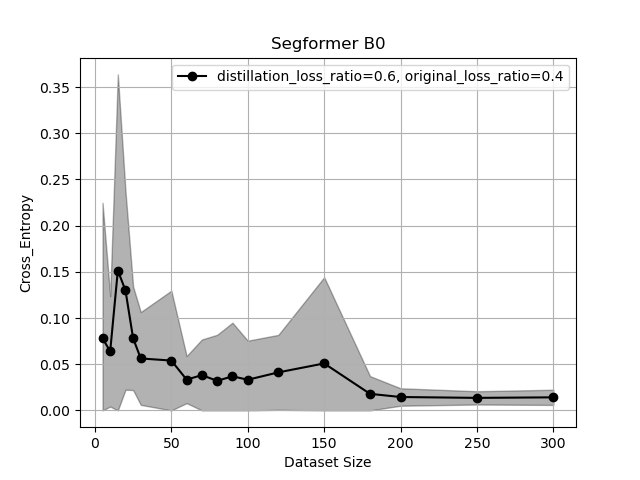 Segformer B0
distillation_loss_ratio=0.6, original_loss_ratio=0.4
Cross_Entropy
0.35
0.30
0.25
0.20
0.15
0.10
0.05
0.00
0 50 100 150 200 250 300
Dataset Size